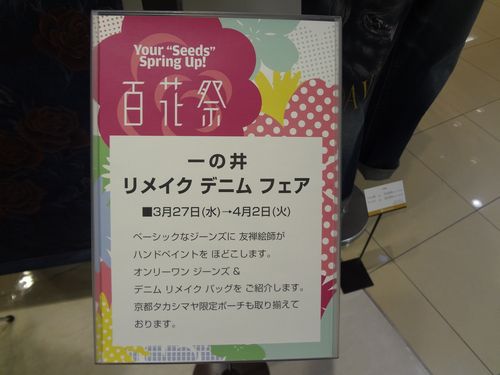 Your "Seeds"
Spring Up!
百花祭
一の井
リメイク デニム フェア
■3月27日(水)→4月2日(火)
ベーシックなジーンズに 友禅絵師が
ハンドペイントを ほどこします。
オンリーワン ジーンズ &
デニム リメイク バッグを ご紹介します。
京都タカシマヤ限定ポーチも取り揃えて
おります。